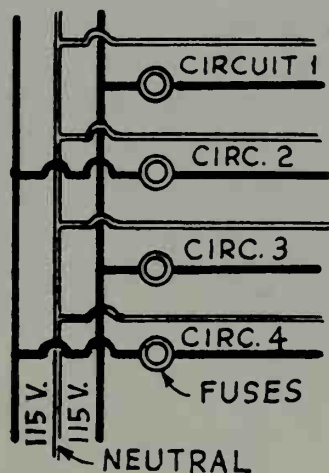 CIRCUIT 1
CIRC. 2
CIRC. 3
CIRC. 4
115 V.
115 V.
FUSES
NEUTRAL